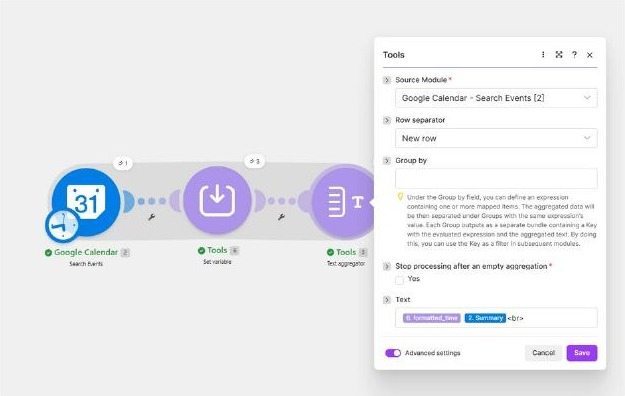 Tools
Source Module *
Google Calendar - Search Events [2]
Row separator
New row
Group by
Under the Group by field, you can define an expression
containing one or more mapped items. The aggregated data will
be then separated under Groups with the same expression's
value. Each Group outputs as a separate bundle containing a Key
with the evaluated expression and the aggregated text. By doing
this, you can use the Key as a filter in subsequent modules.
Stop processing after an empty aggregation *
Yes
Text
6. formatted_time 2. Summary <br>
Advanced settings
Cancel
Save
1
3
31
T
Google Calendar 2
Search Events
Tools 6
Set variable
Tools
Text aggregator